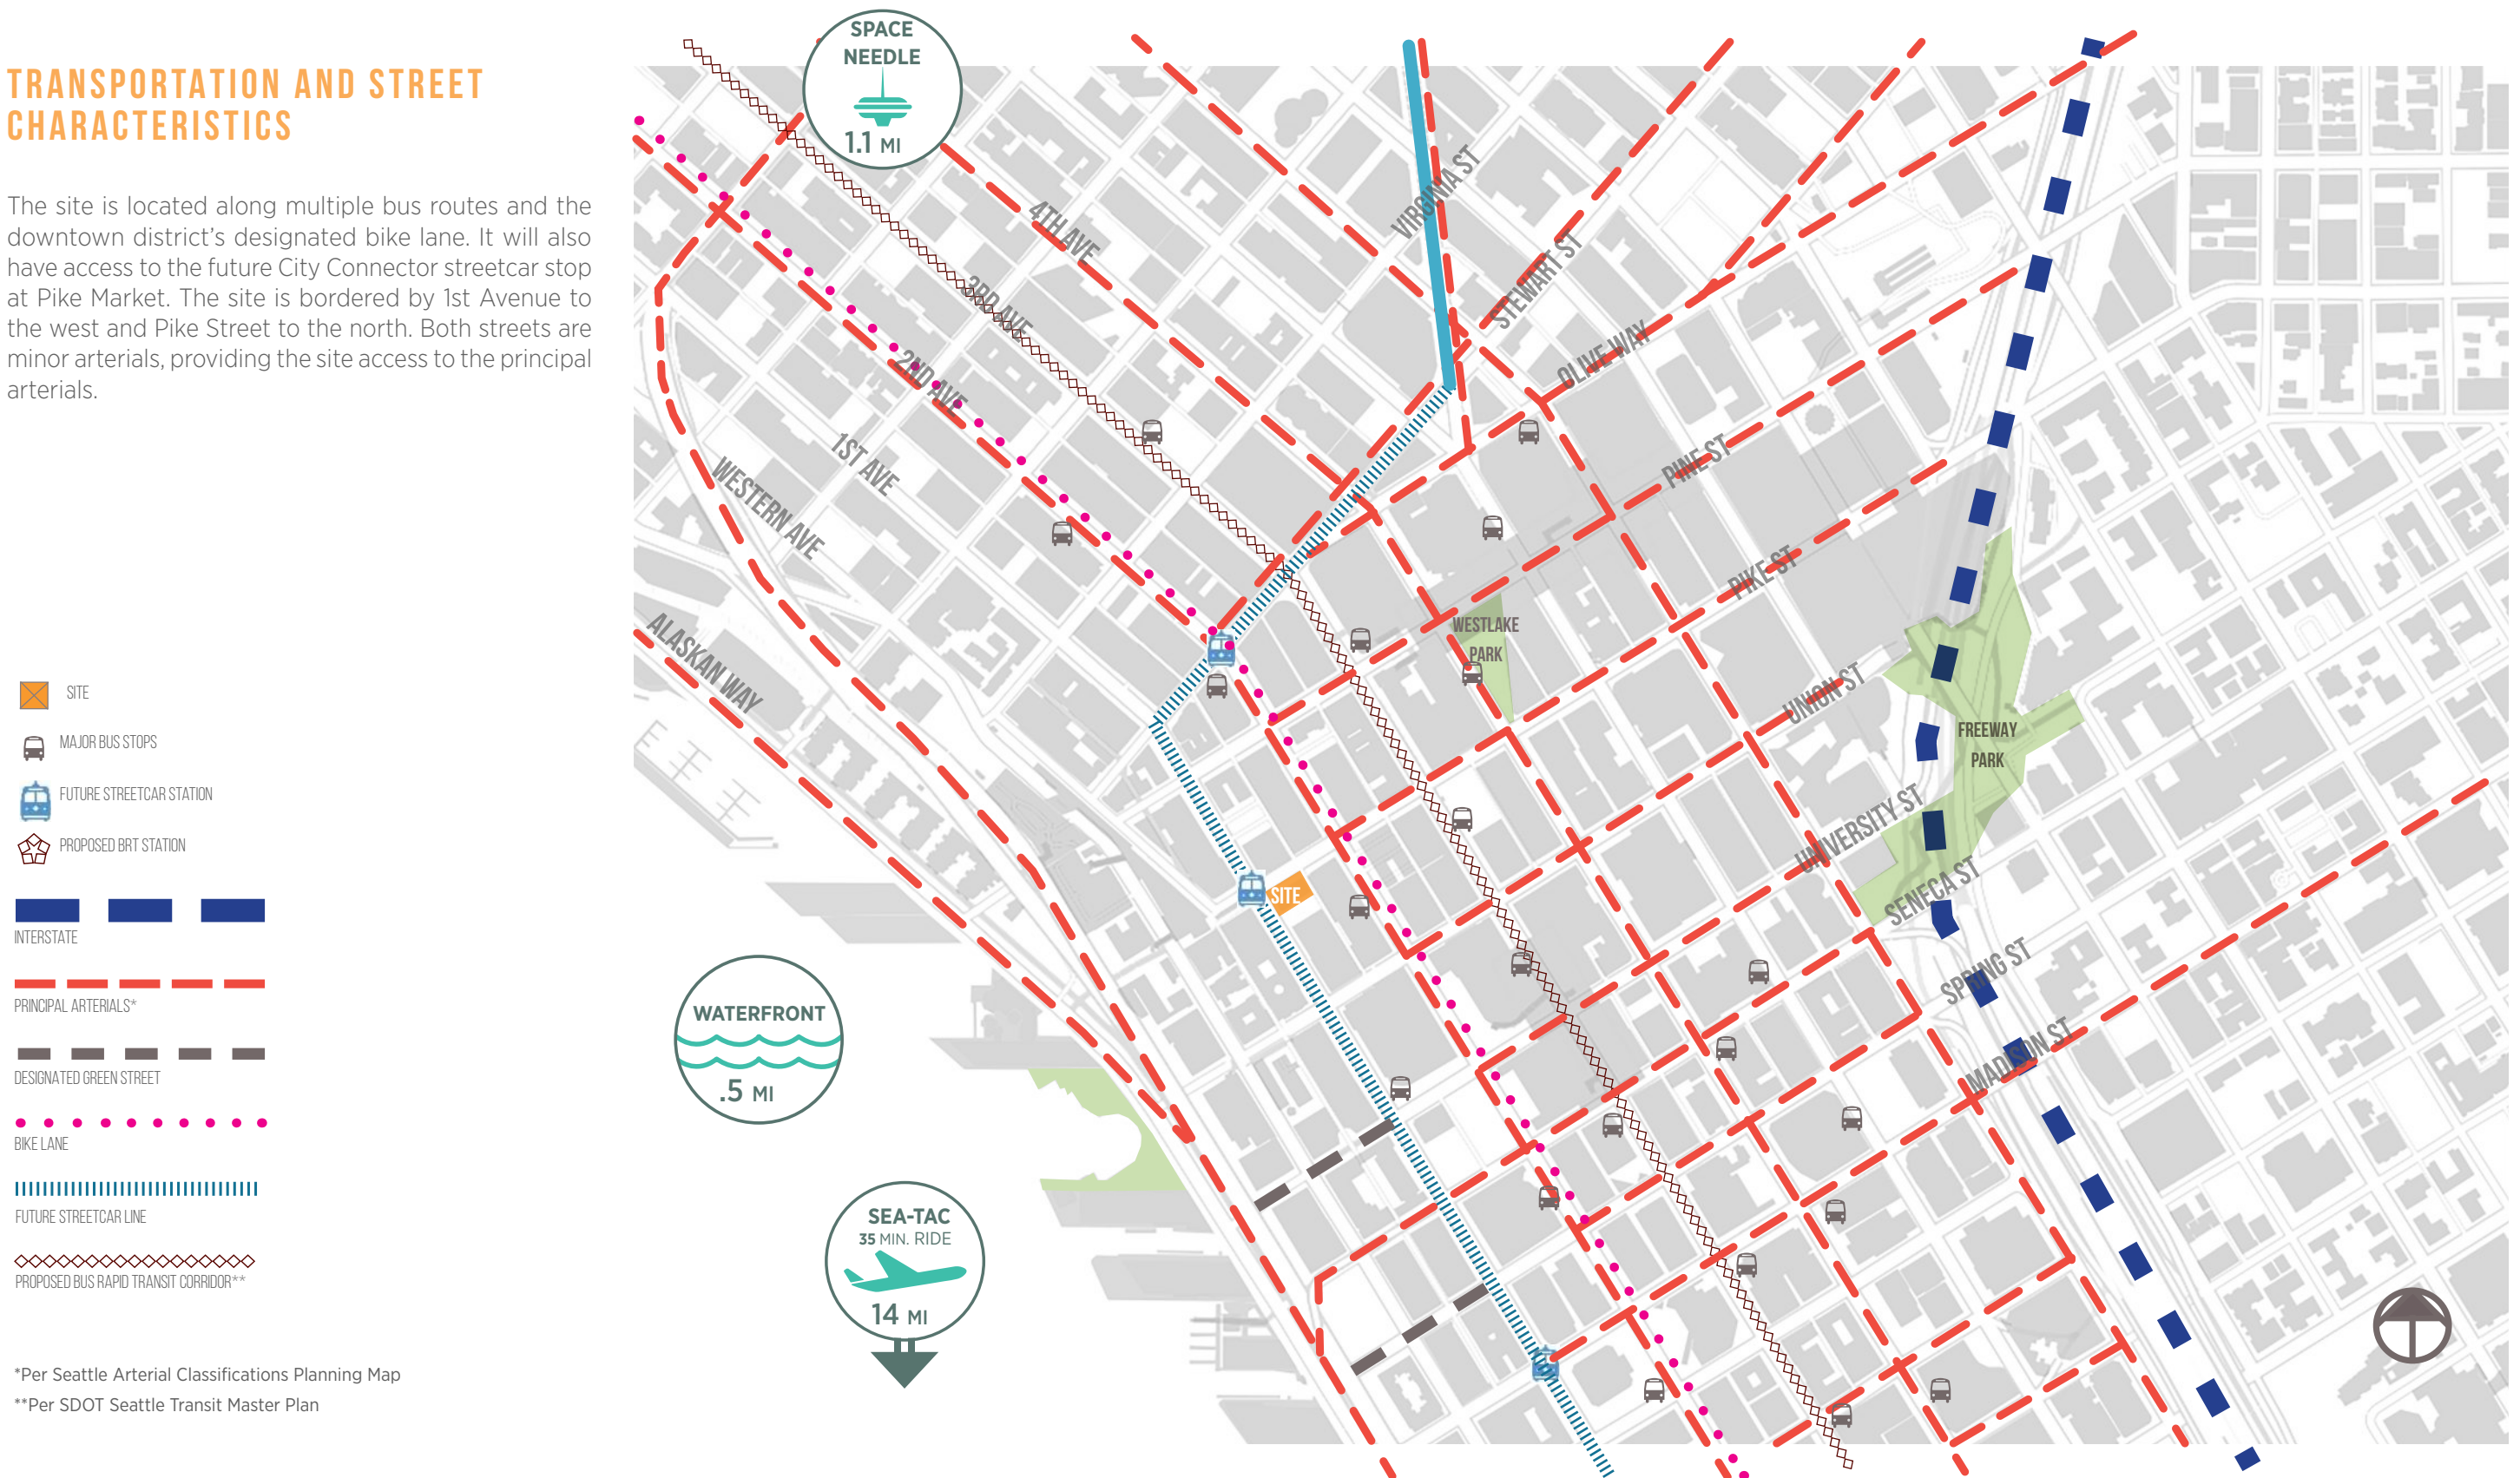 TRANSPORTATION AND STREET
CHARACTERISTICS
The site is located along multiple bus routes and the
downtown district's designated bike lane. It will also
have access to the future City Connector streetcar stop
at Pike Market. The site is bordered by 1st Avenue to
the west and Pike Street to the north. Both streets are
minor arterials, providing the site access to the principal
arterials.
SITE
MAJOR BUS STOPS
FUTURE STREETCAR STATION
PROPOSED BRT STATION
INTERSTATE
PRINCIPAL ARTERIALS*
DESIGNATED GREEN STREET
BIKE LANE
FUTURE STREETCAR LINE
PROPOSED BUS RAPID TRANSIT CORRIDOR**
*Per Seattle Arterial Classifications Planning Map
**Per SDOT Seattle Transit Master Plan
SPACE
NEEDLE
1.1 MI
VIRGINIA ST
4TH AVE
STEWART ST
3RD AVE
OLIVE WAY
2ND AVE
1ST AVE
PINE ST
WESTERN AVE
PIKE ST
WESTLAKE
PARK
ALASKAN WAY
UNION ST
FREEWAY
PARK
UNIVERSITY ST
SITE
SENECA ST
SPRING ST
MADISON ST
WATERFRONT
.5 MI
SEA-TAC
35 MIN. RIDE
14 MI